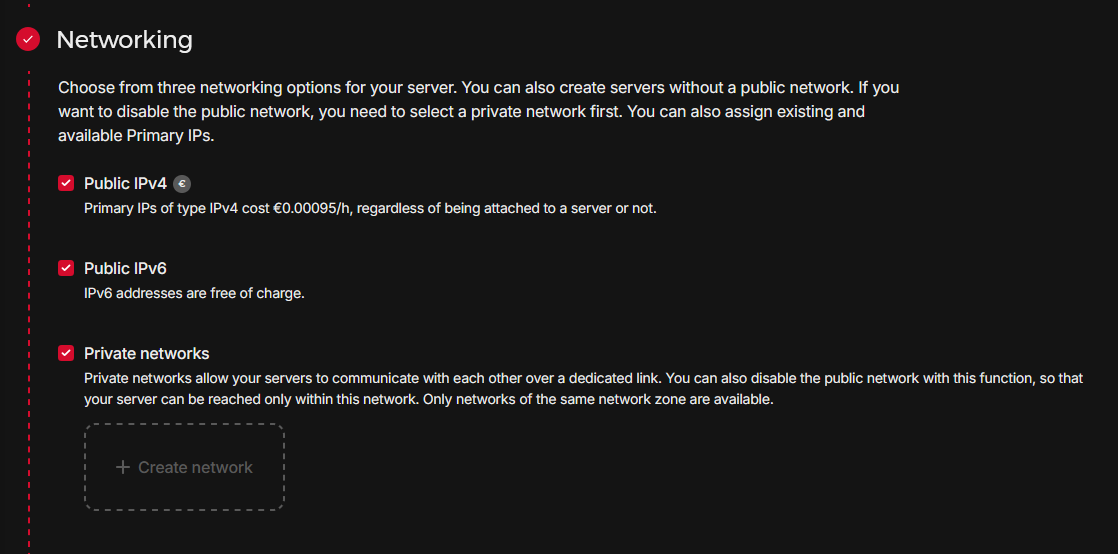 Networking
Choose from three networking options for your server. You can also create servers without a public network. If you
want to disable the public network, you need to select a private network first. You can also assign existing and
available Primary IPs.
Public IPv4 €
Primary IPs of type IPv4 cost €0.00095/h, regardless of being attached to a server or not.
Public IPv6
IPv6 addresses are free of charge.
Private networks
Private networks allow your servers to communicate with each other over a dedicated link. You can also disable the public network with this function, so that
your server can be reached only within this network. Only networks of the same network zone are available.
+ Create network